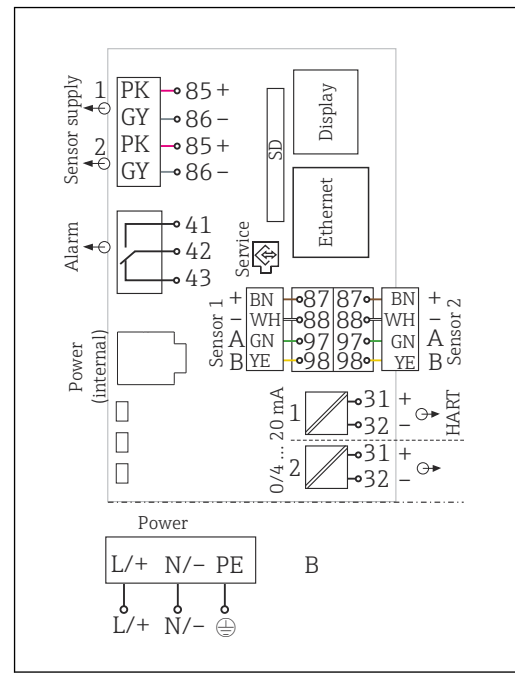 Sensor supply
1 PK 85 +
GY 86 –
2 PK 85 +
GY 86 –
SD
Display
Ethernet
Alarm
41
42
43
Service
Power
(internal)
Sensor 1
+ BN 87 87 BN +
– WH 88 88 WH –
A GN 97 97 GN A
B YE 98 98 YE B
Sensor 2
0/4 ... 20 mA
1 31 +
32 –
HART
2 31 +
32 –
Power
L/+ N/– PE
B
L/+ N/–